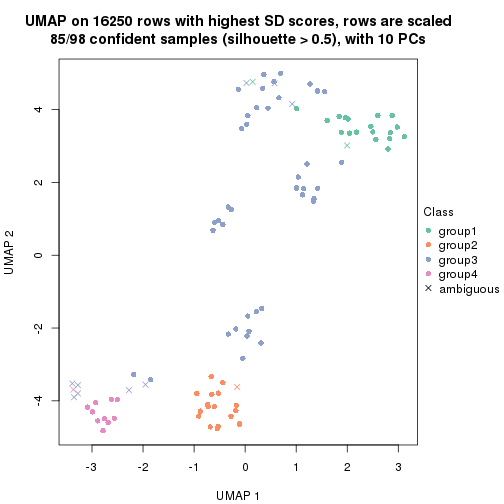 UMAP on 16250 rows with highest SD scores, rows are scaled
85/98 confident samples (silhouette > 0.5), with 10 PCs
4
2
0
-2
-4
UMAP 2
-3 -2 -1 0 1 2 3
UMAP 1
Class
group1
group2
group3
group4
ambiguous